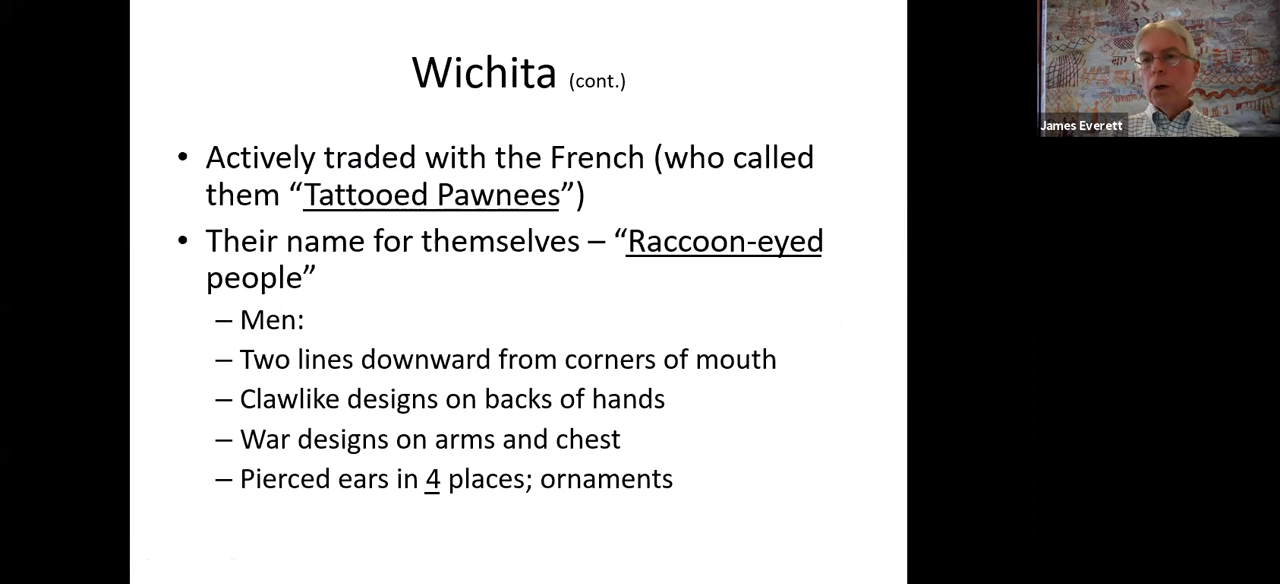 Wichita (cont.)
• Actively traded with the French (who called
them “Tattooed Pawnees”)
• Their name for themselves – “Raccoon-eyed
people”
– Men:
– Two lines downward from corners of mouth
– Clawlike designs on backs of hands
– War designs on arms and chest
– Pierced ears in 4 places; ornaments
James Everett